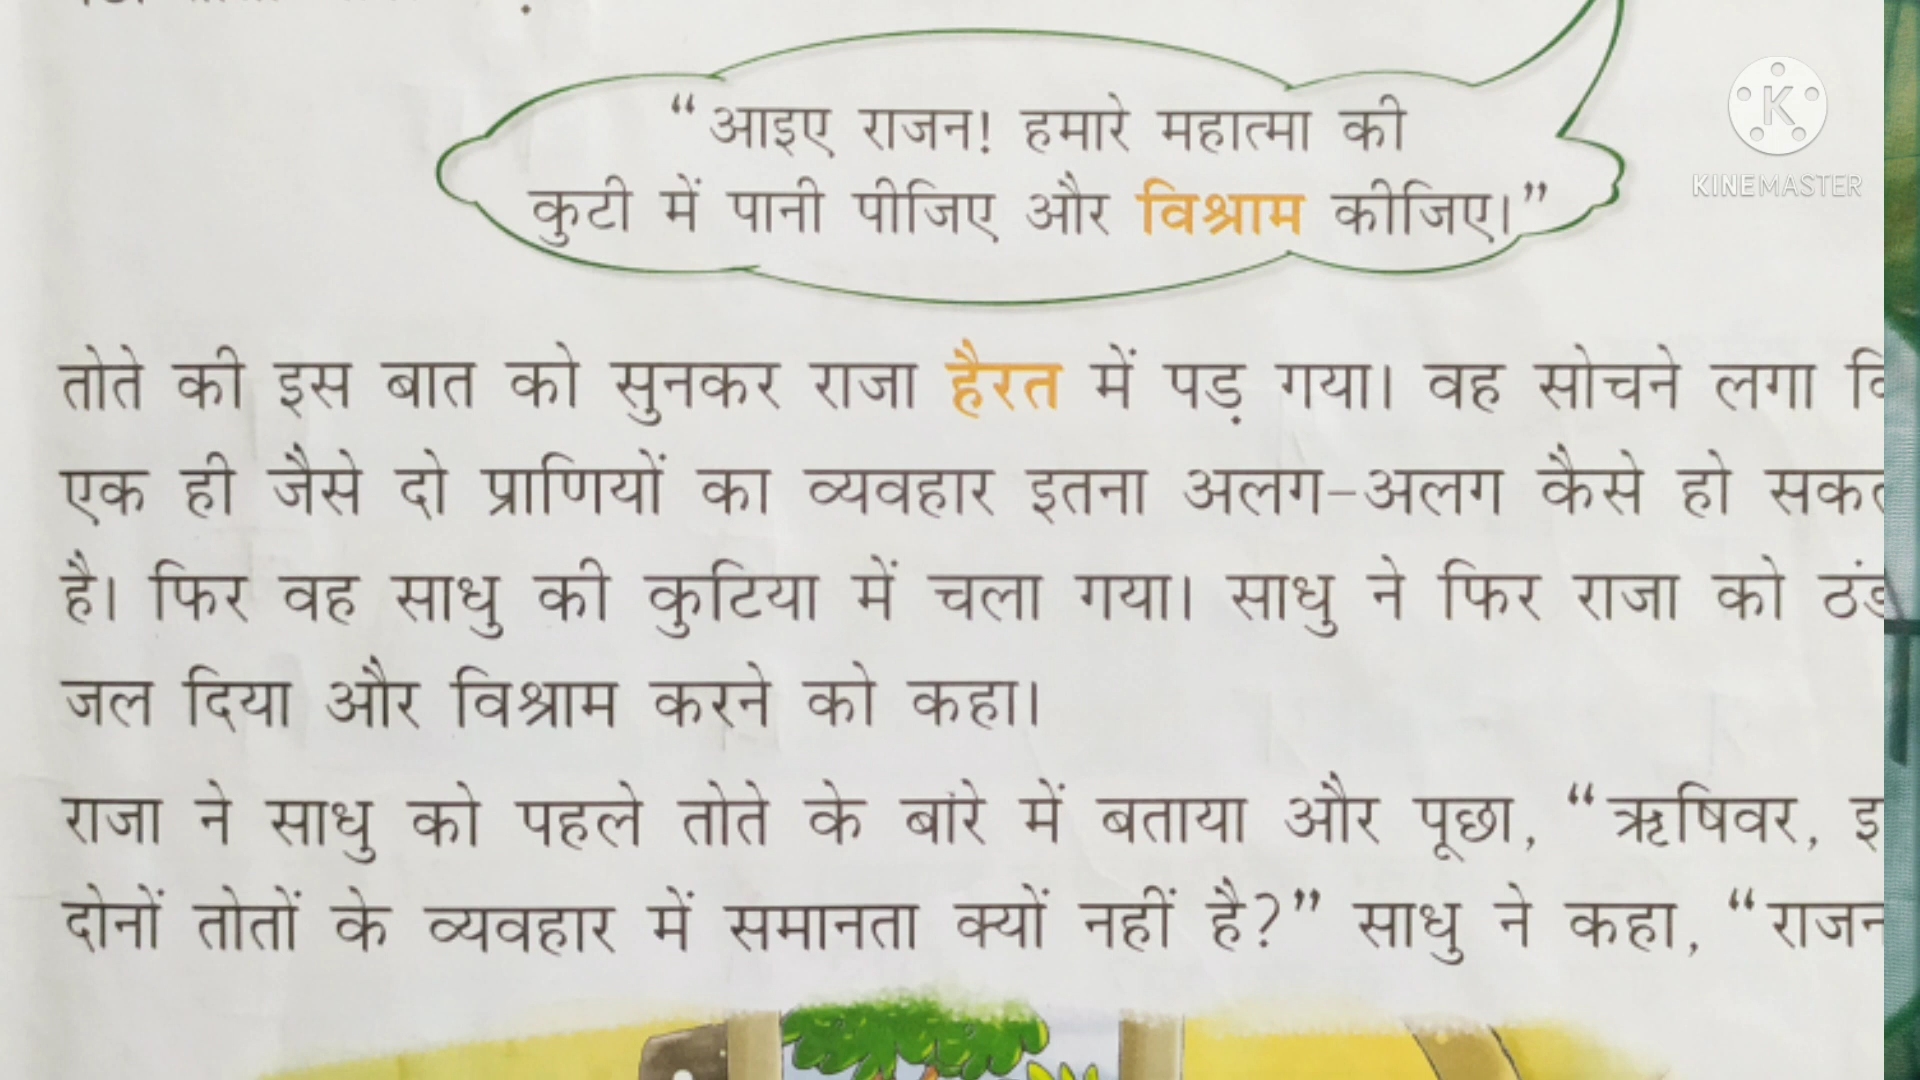 “आइए राजन! हमारे महात्मा की
कुटी में पानी पीजिए और विश्राम कीजिए।”
KINEMASTER
तोते की इस बात को सुनकर राजा हैरत में पड़ गया। वह सोचने लगा
एक ही जैसे दो प्राणियों का व्यवहार इतना अलग-अलग कैसे हो
है। फिर वह साधु की कुटिया में चला गया। साधु ने फिर राजा को
जल दिया और विश्राम करने को कहा।
राजा ने साधु को पहले तोते के बारे में बताया और पूछा, “ऋषिवर,
दोनों तोतों के व्यवहार में समानता क्यों नहीं है?” साधु ने कहा, “राजन